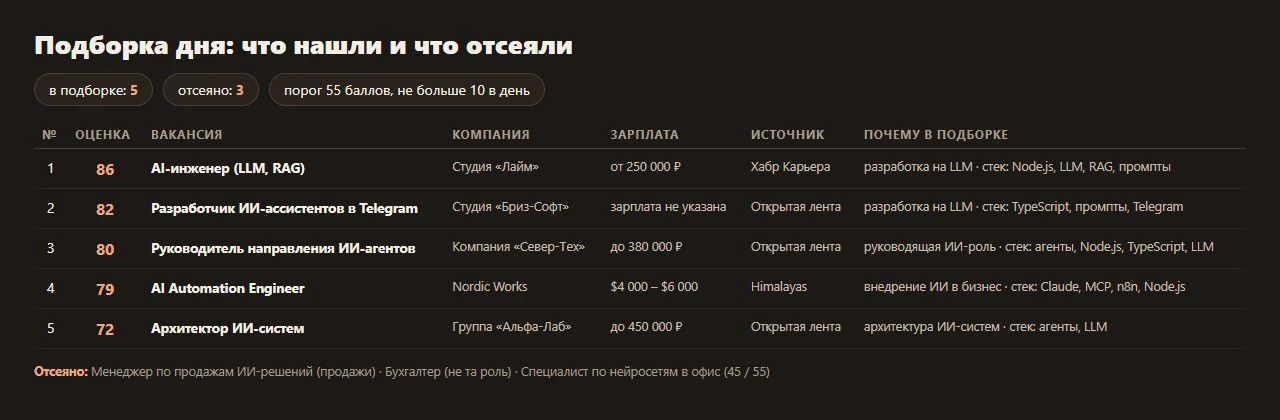 Подборка дня: что нашли и что отсеяли
в подборке: 5 отсеяно: 3 порог 55 баллов, не больше 10 в день
№ ОЦЕНКА ВАКАНСИЯ КОМПАНИЯ ЗАРПЛАТА ИСТОЧНИК ПОЧЕМУ В ПОДБОРКЕ
1 86 AI-инженер (LLM, RAG) Студия «Лайм» от 250 000 ₽ Хабр Карьера разработка на LLM · стек: Node.js, LLM, RAG, промпты
2 82 Разработчик ИИ-ассистентов в Telegram Студия «Бриз-Софт» зарплата не указана Открытая лента разработка на LLM · стек: TypeScript, промпты, Telegram
3 80 Руководитель направления ИИ-агентов Компания «Север-Тех» до 380 000 ₽ Открытая лента руководящая ИИ-роль · стек: агенты, Node.js, TypeScript, LLM
4 79 AI Automation Engineer Nordic Works $4 000 – $6 000 Himalayas внедрение ИИ в бизнес · стек: Claude, MCP, n8n, Node.js
5 72 Архитектор ИИ-систем Группа «Альфа-Лаб» до 450 000 ₽ Открытая лента архитектура ИИ-систем · стек: агенты, LLM
Отсеяно: Менеджер по продажам ИИ-решений (продажи) · Бухгалтер (не та роль) · Специалист по нейросетям в офис (45 / 55)